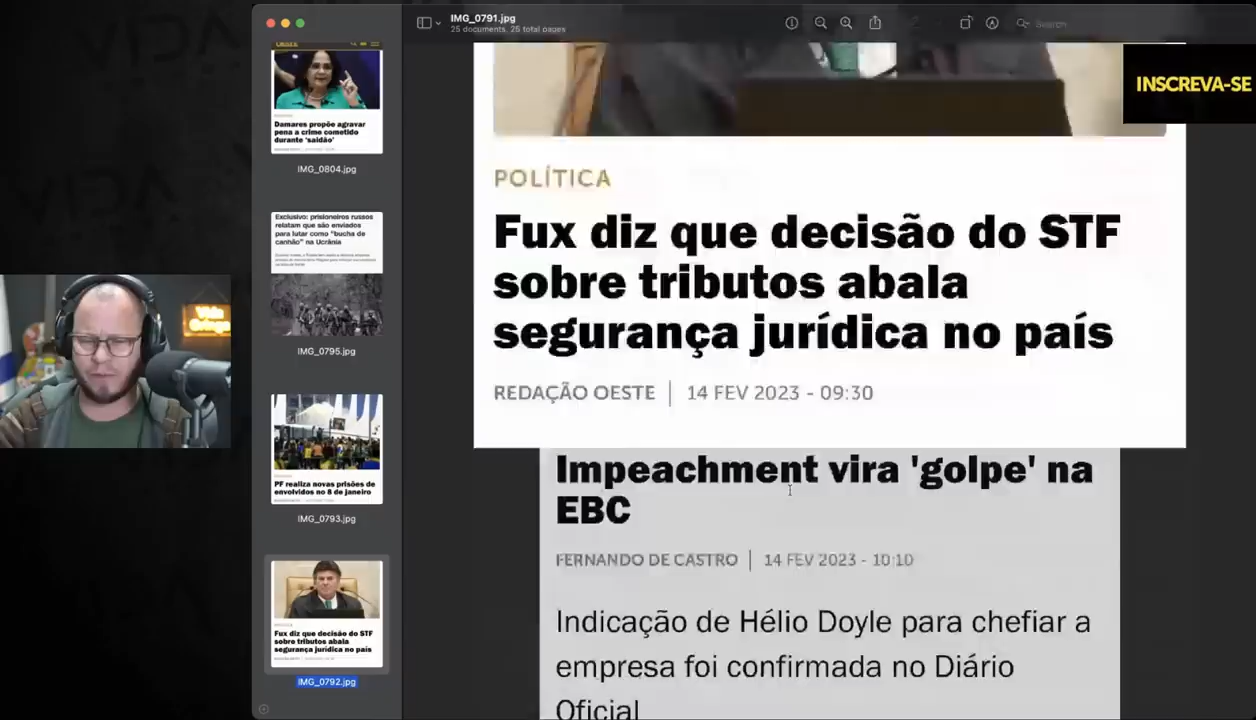 IMG_0791.jpg
25 documents, 25 total pages
Search
INSCREVA-SE
Damares propõe agravar
pena a crime cometido
durante 'saidão'
IMG_0804.jpg
Exclusivo: prisioneiros russos
relatam que são enviados
para lutar como "bucha de
canhão" na Ucrânia
IMG_0795.jpg
PF realiza novas prisões de
envolvidos no 8 de janeiro
IMG_0793.jpg
Fux diz que decisão do STF
sobre tributos abala
segurança jurídica no país
IMG_0792.jpg
Vida
Gringa
POLÍTICA
Fux diz que decisão do STF
sobre tributos abala
segurança jurídica no país
REDAÇÃO OESTE | 14 FEV 2023 - 09:30
Impeachment vira 'golpe' na
EBC
FERNANDO DE CASTRO | 14 FEV 2023 - 10:10
Indicação de Hélio Doyle para chefiar a
empresa foi confirmada no Diário
Oficial